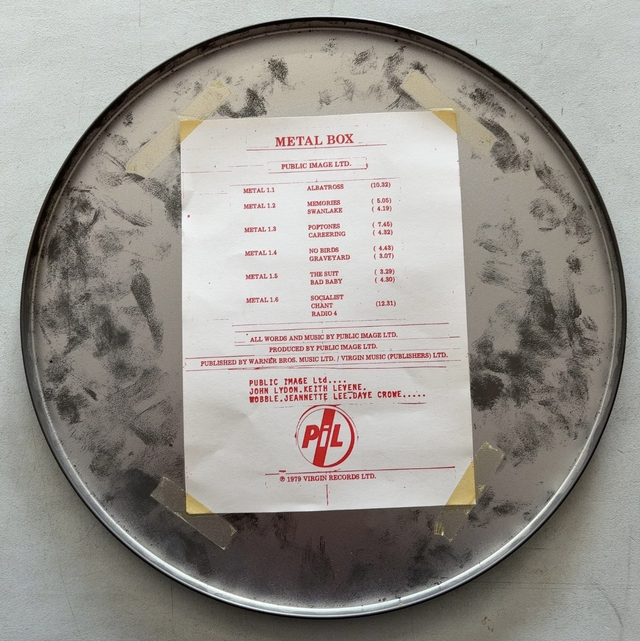 METAL BOX
PUBLIC IMAGE LTD.
METAL 1.1 ALBATROSS (10.32)
METAL 1.2 MEMORIES ( 5.05)
SWANLAKE ( 4.19)
METAL 1.3 POPTONES ( 7.45)
CAREERING ( 4.32)
METAL 1.4 NO BIRDS ( 4.43)
GRAVEYARD ( 3.07)
METAL 1.5 THE SUIT ( 3.29)
BAD BABY ( 4.30)
METAL 1.6 SOCIALIST
CHANT (12.31)
RADIO 4
ALL WORDS AND MUSIC BY PUBLIC IMAGE LTD.
PRODUCED BY PUBLIC IMAGE LTD.
PUBLISHED BY WARNER BROS. MUSIC LTD. / VIRGIN MUSIC (PUBLISHERS) LTD.
PUBLIC IMAGE Ltd....
JOHN LYDON.KEITH LEVENE.
WOBBLE.JEANNETTE LEE.DAVE CROWE.....
PiL
℗ 1979 VIRGIN RECORDS LTD.